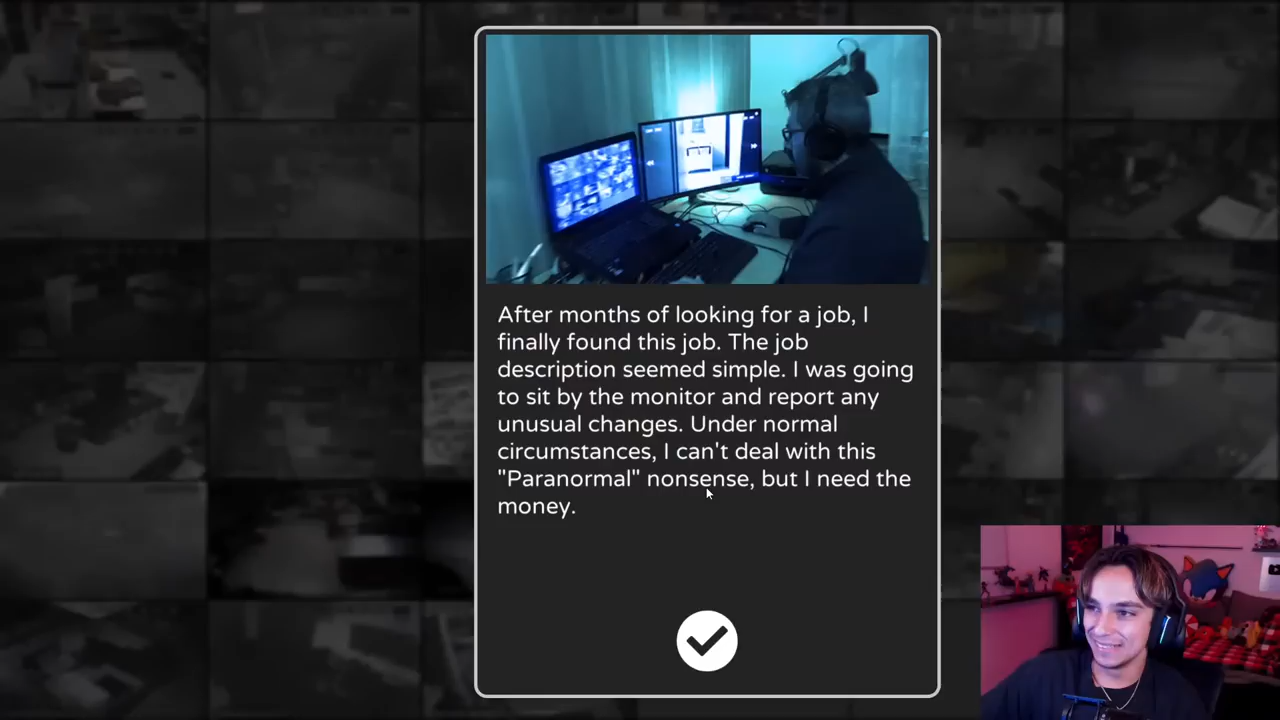 After months of looking for a job, I
finally found this job. The job
description seemed simple. I was going
to sit by the monitor and report any
unusual changes. Under normal
circumstances, I can't deal with this
"Paranormal" nonsense, but I need the
money.